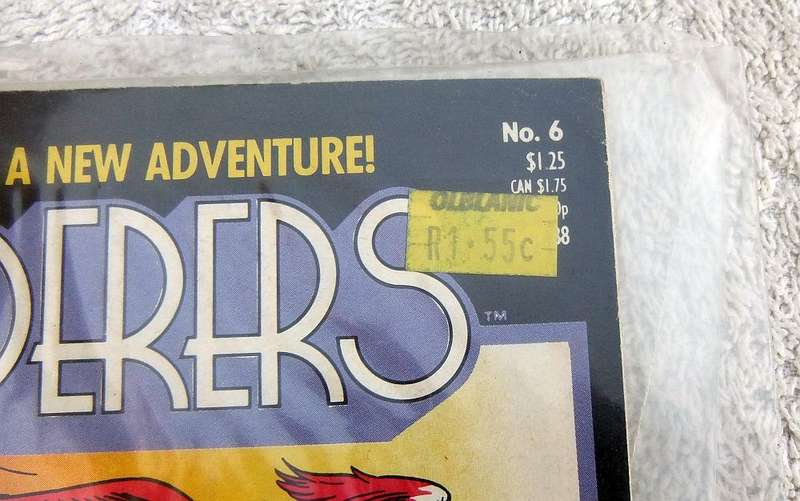 A NEW ADVENTURE!
No. 6
$1.25
CAN $1.75
R1.55c
DERERS
TM